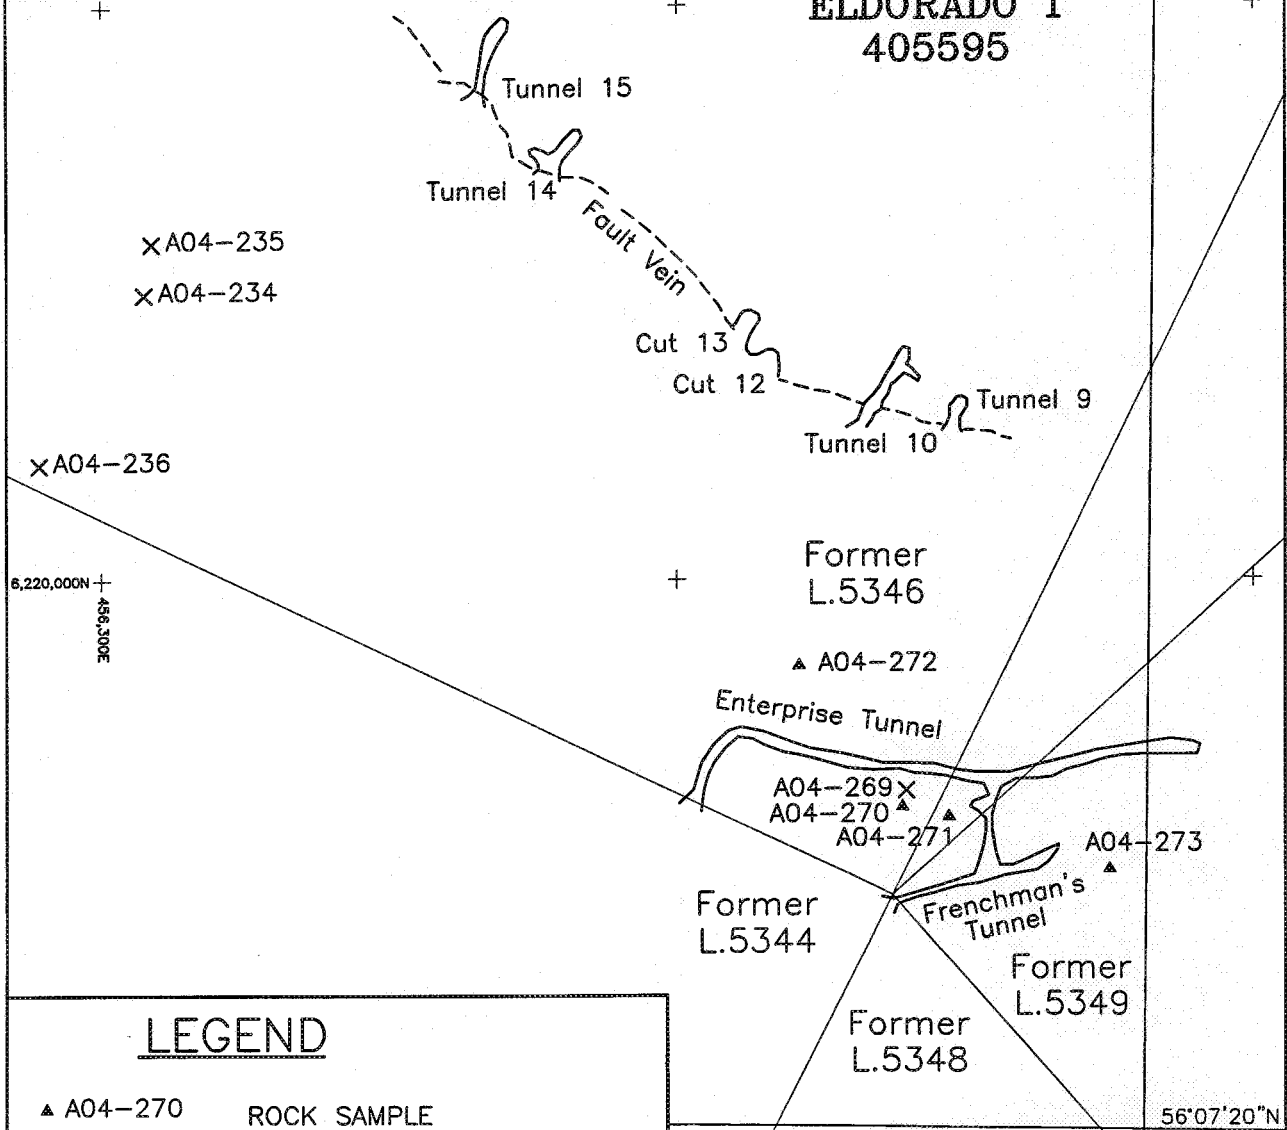 ELDORADO 1
405595
Tunnel 15
Tunnel 14
Fault Vein
A04-235
A04-234
Cut 13
Cut 12
Tunnel 9
Tunnel 10
A04-236
Former
L.5346
6,220,000N
456,300E
A04-272
Enterprise Tunnel
A04-269
A04-270
A04-271
A04-273
Frenchman's
Tunnel
Former
L.5344
Former
L.5349
Former
L.5348
LEGEND
A04-270 ROCK SAMPLE
56°07'20"N